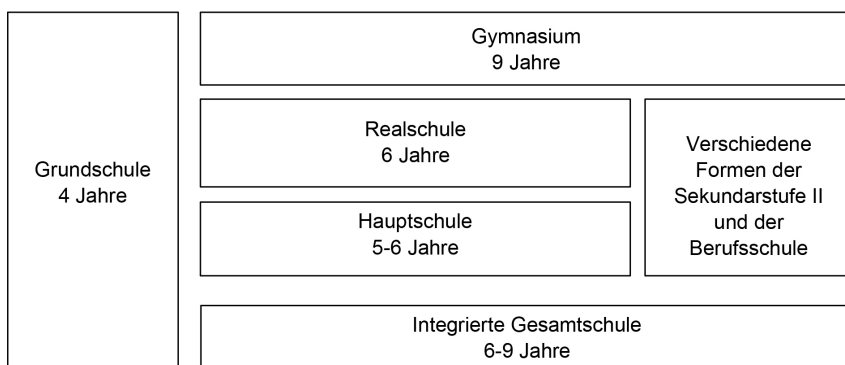 Grundschule
4 Jahre
Gymnasium
9 Jahre
Realschule
6 Jahre
Hauptschule
5-6 Jahre
Verschiedene
Formen der
Sekundarstufe II
und der
Berufsschule
Integrierte Gesamtschule
6-9 Jahre